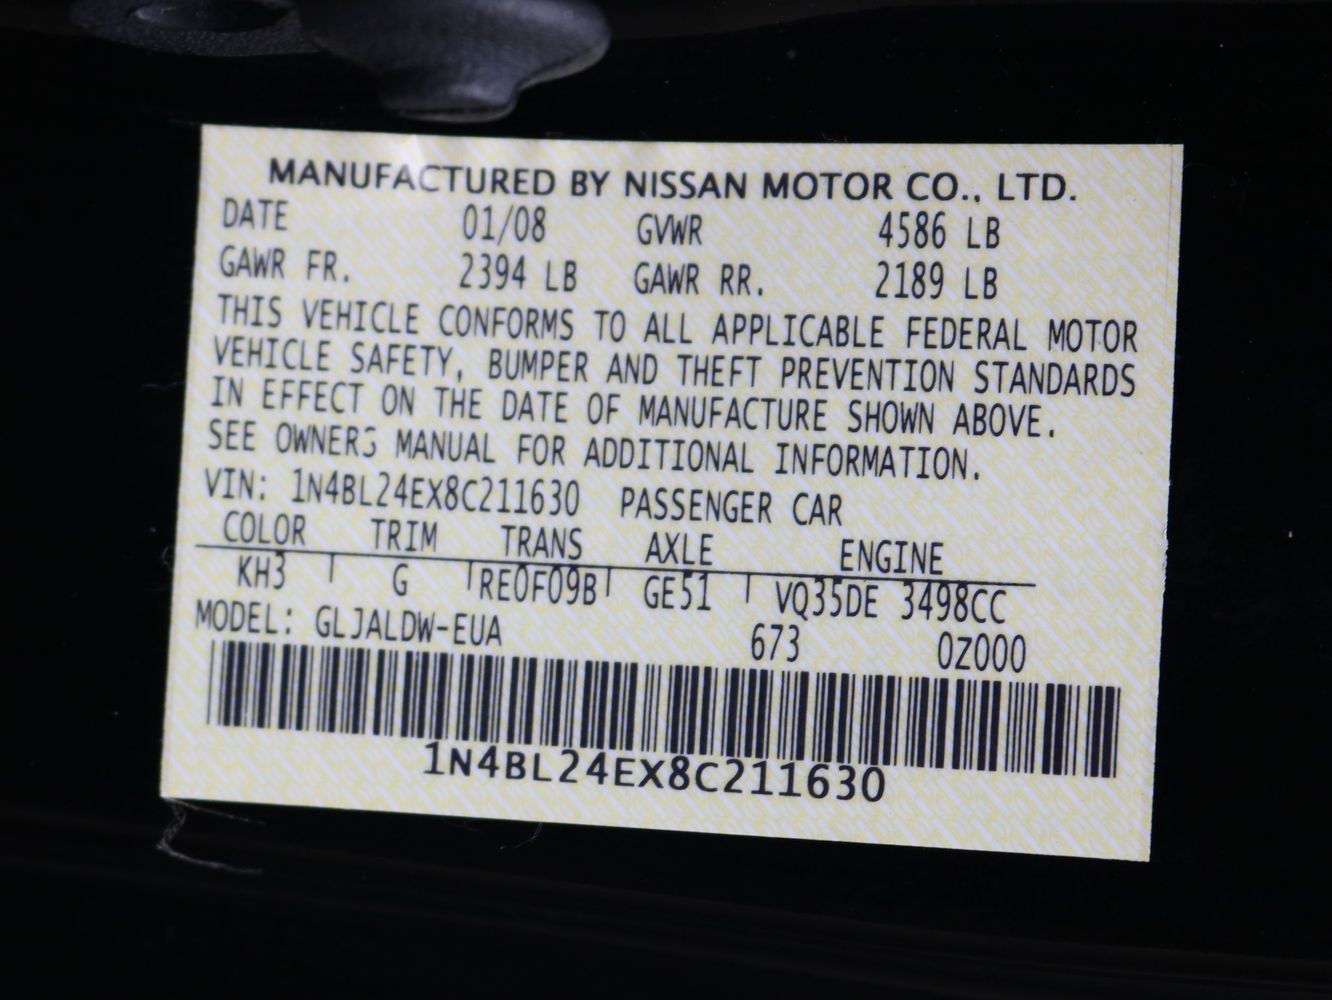 MANUFACTURED BY NISSAN MOTOR CO., LTD.
DATE 01/08 GVWR 4586 LB
GAWR FR. 2394 LB GAWR RR. 2189 LB
THIS VEHICLE CONFORMS TO ALL APPLICABLE FEDERAL MOTOR
VEHICLE SAFETY, BUMPER AND THEFT PREVENTION STANDARDS
IN EFFECT ON THE DATE OF MANUFACTURE SHOWN ABOVE.
SEE OWNERS MANUAL FOR ADDITIONAL INFORMATION.
VIN: 1N4BL24EX8C211630 PASSENGER CAR
COLOR TRIM TRANS AXLE ENGINE
KH3 G RE0F09B GE51 VQ35DE 3498CC
MODEL: GLJALDW-EUA 673 0Z000
1N4BL24EX8C211630